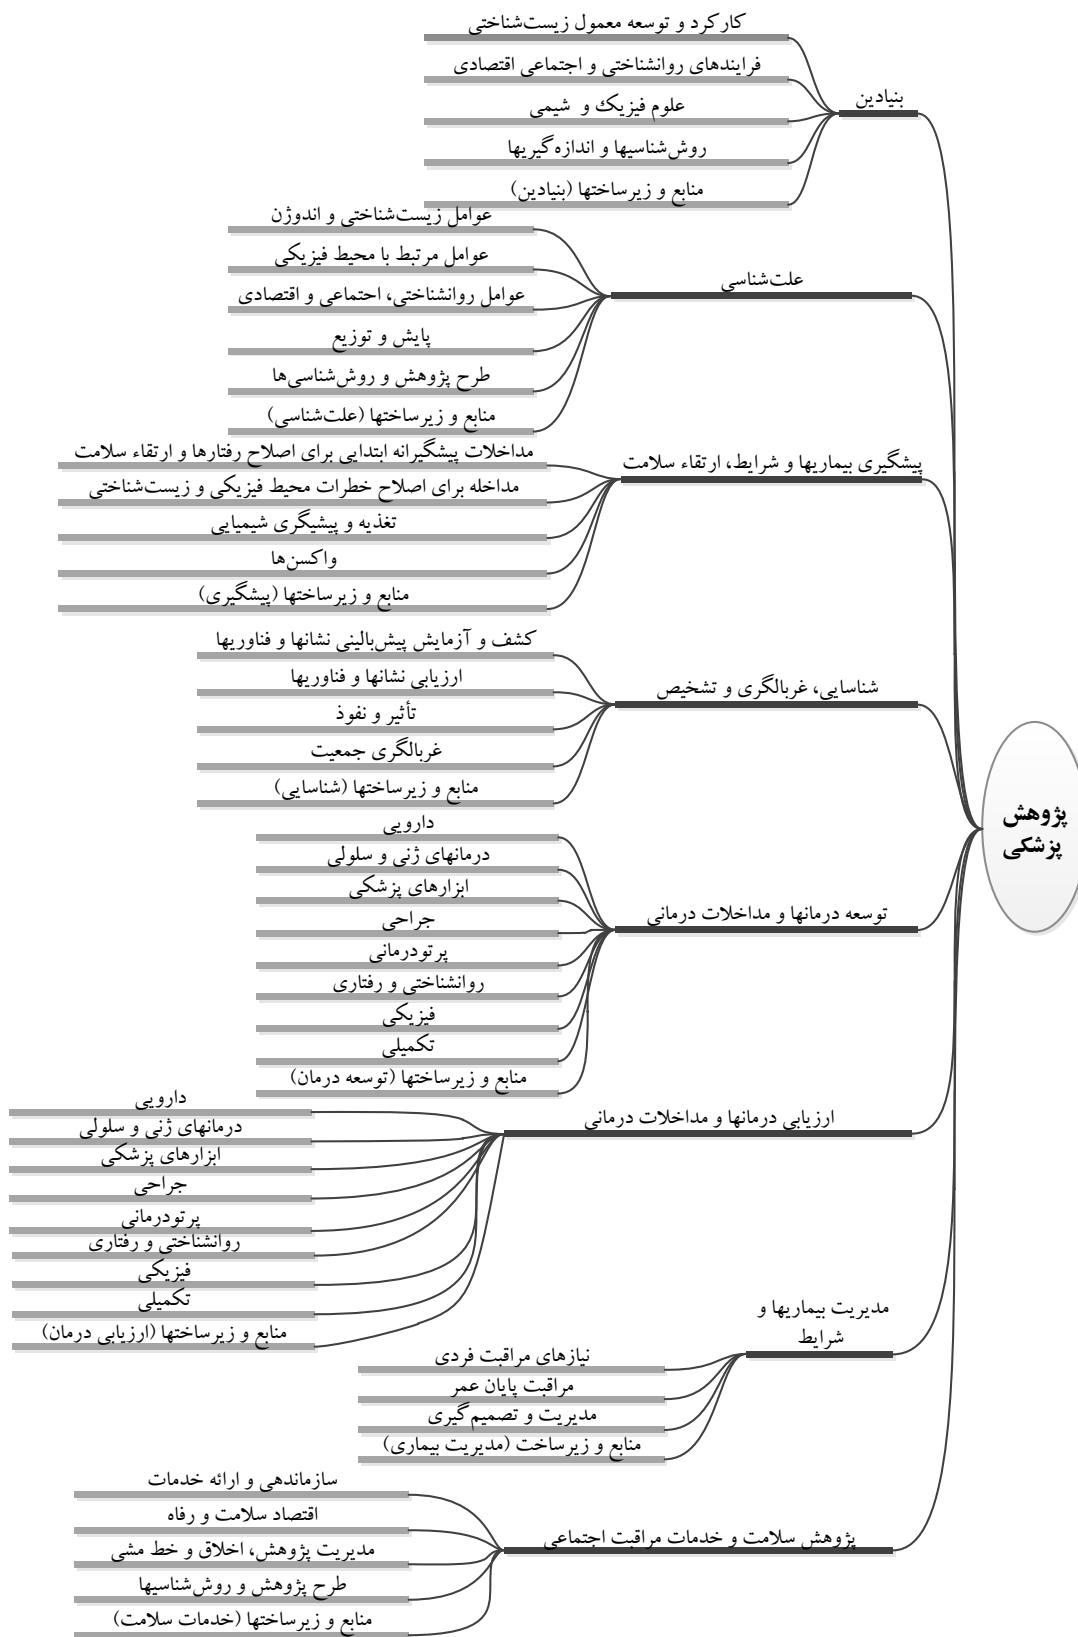 پژوهش
پزشکی
بنیادین
کارکرد و توسعه معمول زیست‌شناختی
فرایندهای روانشناختی و اجتماعی اقتصادی
علوم فیزیک و شیمی
روش‌شناسیها و اندازه‌گیریها
منابع و زیرساختها (بنیادین)
علت‌شناسی
عوامل زیست‌شناختی و اندوژن
عوامل مرتبط با محیط فیزیکی
عوامل روانشناختی، احتماعی و اقتصادی
پایش و توزیع
طرح پژوهش و روش‌شناسی‌ها
منابع و زیرساختها (علت‌شناسی)
پیشگیری بیماریها و شرایط، ارتقاء سلامت
مداخلات پیشگیرانه ابتدایی برای اصلاح رفتارها و ارتقاء سلامت
مداخله برای اصلاح خطرات محیط فیزیکی و زیست‌شناختی
تغذیه و پیشیگری شیمیایی
واکسن‌ها
منابع و زیرساختها (پیشگیری)
شناسایی، غربالگری و تشخیص
کشف و آزمایش پیش‌بالینی نشانها و فناوریها
ارزیابی نشانها و فناوریها
تأثیر و نفوذ
غربالگری جمعیت
منابع و زیرساختها (شناسایی)
توسعه درمانها و مداخلات درمانی
دارویی
درمانهای ژنی و سلولی
ابزارهای پزشکی
جراحی
پرتودرمانی
روانشناختی و رفتاری
فیزیکی
تکمیلی
منابع و زیرساختها (توسعه درمان)
ارزیابی درمانها و مداخلات درمانی
دارویی
درمانهای ژنی و سلولی
ابزارهای پزشکی
جراحی
پرتودرمانی
روانشناختی و رفتاری
فیزیکی
تکمیلی
منابع و زیرساختها (ارزیابی درمان)
مدیریت بیماریها و
شرایط
نیازهای مراقبت فردی
مراقبت پایان عمر
مدیریت و تصمیم‌گیری
منابع و زیرساخت (مدیریت بیماری)
پژوهش سلامت و خدمات مراقبت اجتماعی
سازماندهی و ارائه خدمات
اقتصاد سلامت و رفاه
مدیریت پژوهش، اخلاق و خط مشی
طرح پژوهش و روش‌شناسیها
منابع و زیرساختها (خدمات سلامت)